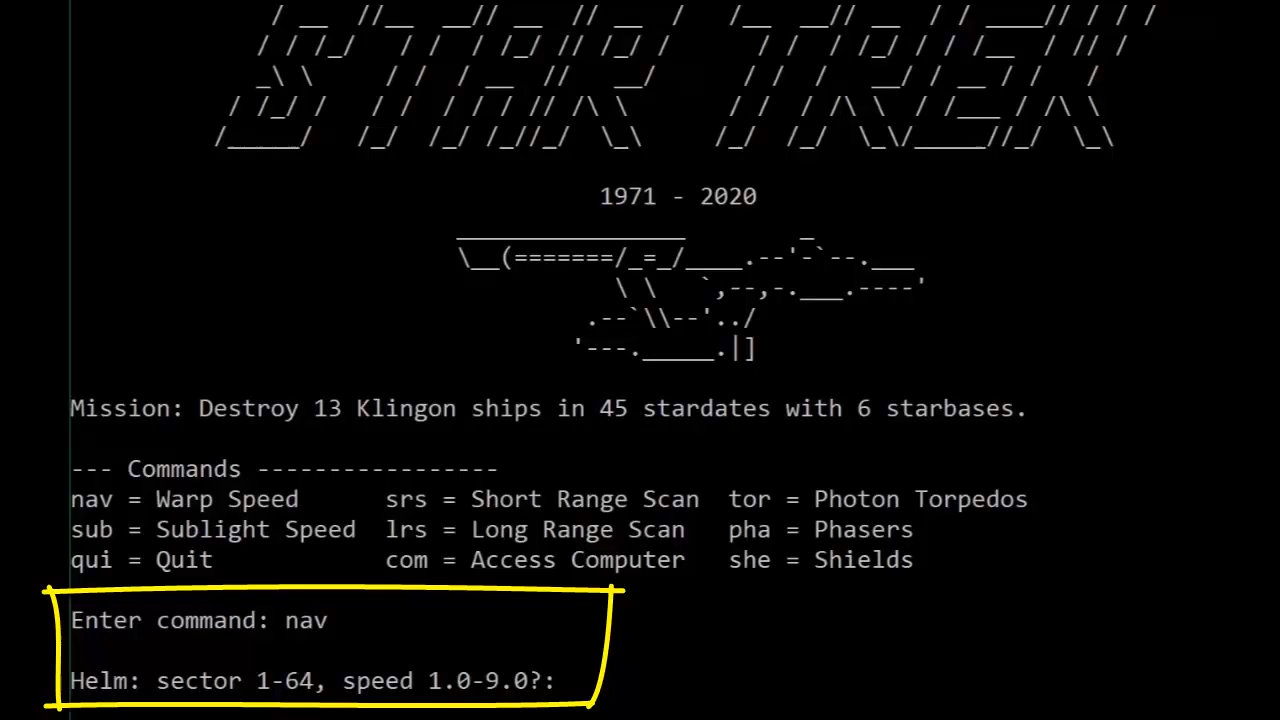 STAR TREK
1971 - 2020
Mission: Destroy 13 Klingon ships in 45 stardates with 6 starbases.
--- Commands -----------------
nav = Warp Speed      srs = Short Range Scan  tor = Photon Torpedos
sub = Sublight Speed  lrs = Long Range Scan   pha = Phasers
qui = Quit            com = Access Computer   she = Shields
Enter command: nav
Helm: sector 1-64, speed 1.0-9.0?: